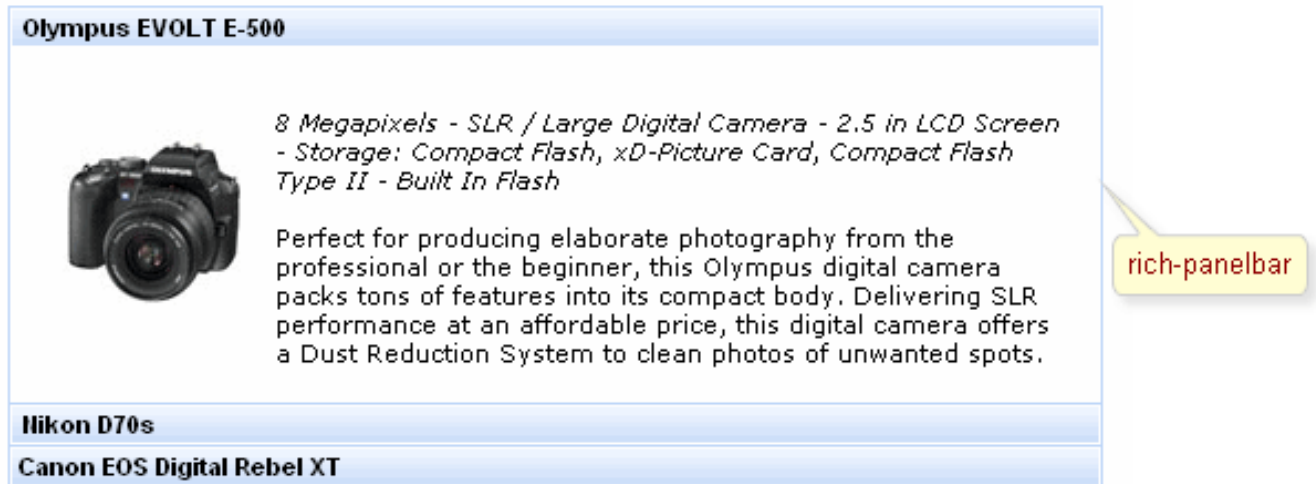 Olympus EVOLT E-500
8 Megapixels - SLR / Large Digital Camera - 2.5 in LCD Screen
- Storage: Compact Flash, xD-Picture Card, Compact Flash
Type II - Built In Flash
Perfect for producing elaborate photography from the
professional or the beginner, this Olympus digital camera
packs tons of features into its compact body. Delivering SLR
performance at an affordable price, this digital camera offers
a Dust Reduction System to clean photos of unwanted spots.
rich-panelbar
Nikon D70s
Canon EOS Digital Rebel XT